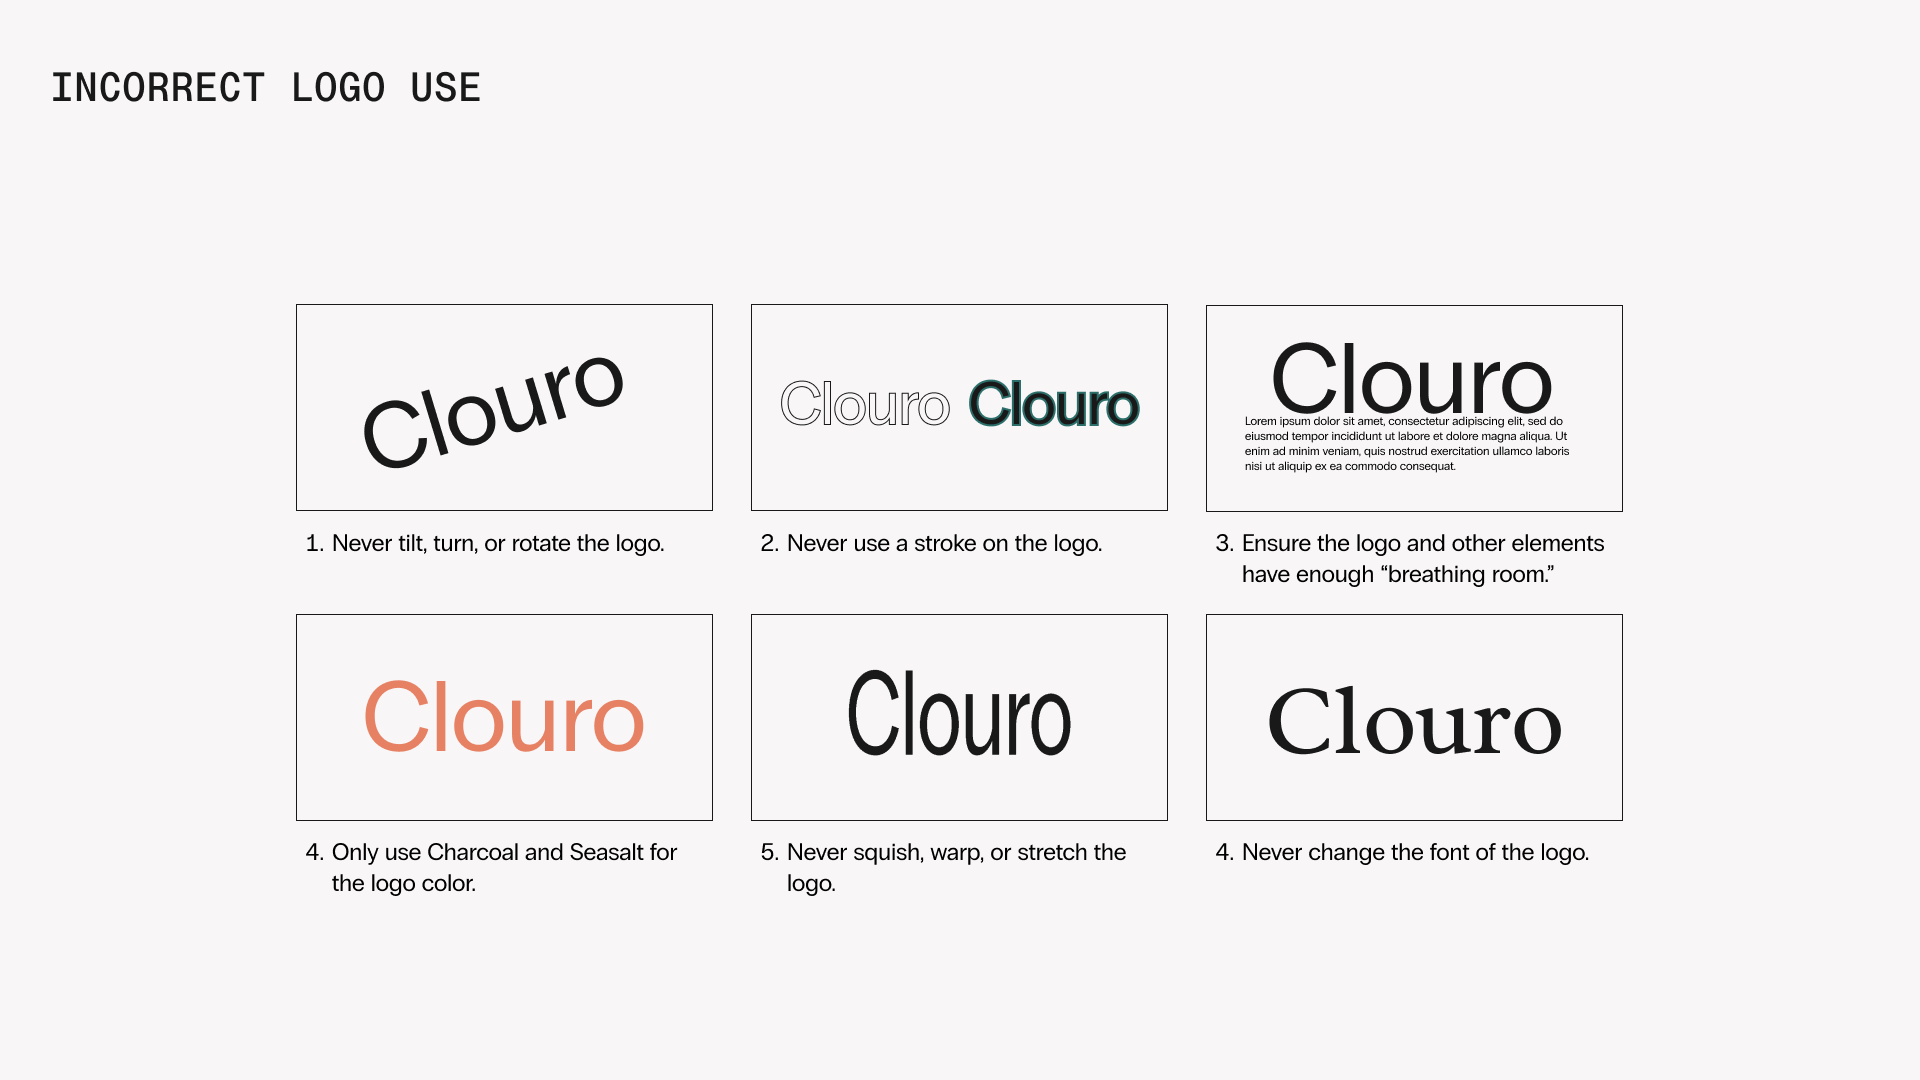 INCORRECT LOGO USE
Clouro
Clouro Clouro
Clouro
Lorem ipsum dolor sit amet, consectetur adipiscing elit, sed do
eiusmod tempor incididunt ut labore et dolore magna aliqua. Ut
enim ad minim veniam, quis nostrud exercitation ullamco laboris
nisi ut aliquip ex ea commodo consequat.
1. Never tilt, turn, or rotate the logo.
2. Never use a stroke on the logo.
3. Ensure the logo and other elements
have enough “breathing room.”
Clouro
Clouro
Clouro
4. Only use Charcoal and Seasalt for
the logo color.
5. Never squish, warp, or stretch the
logo.
4. Never change the font of the logo.